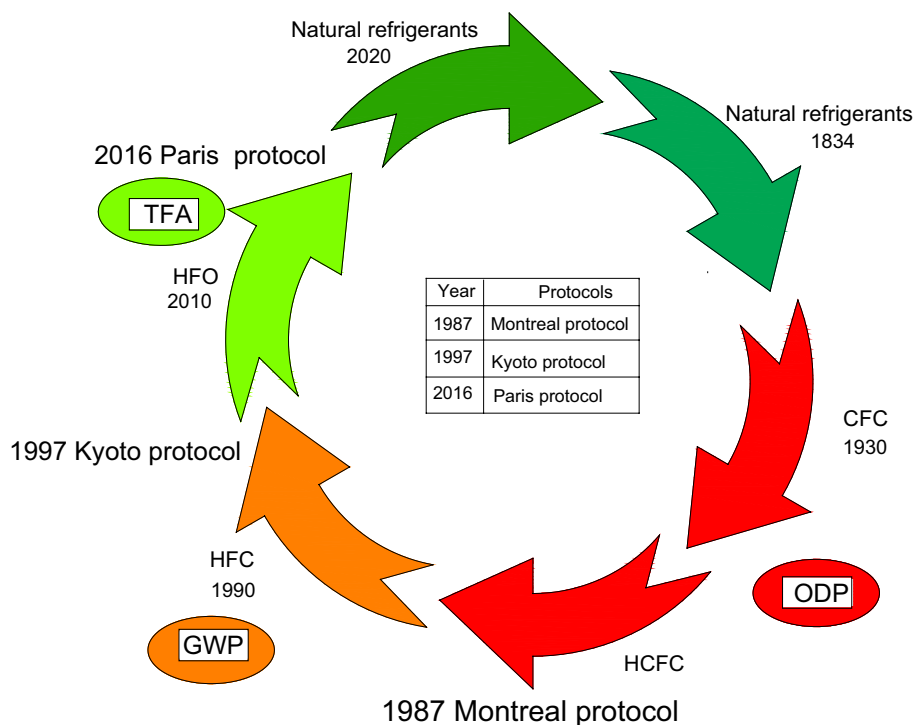 Natural refrigerants
2020
Natural refrigerants
1834
2016 Paris protocol
TFA
HFO
2010
Year Protocols
1987 Montreal protocol
1997 Kyoto protocol
2016 Paris protocol
CFC
1930
1997 Kyoto protocol
HFC
1990
ODP
GWP
HCFC
1987 Montreal protocol